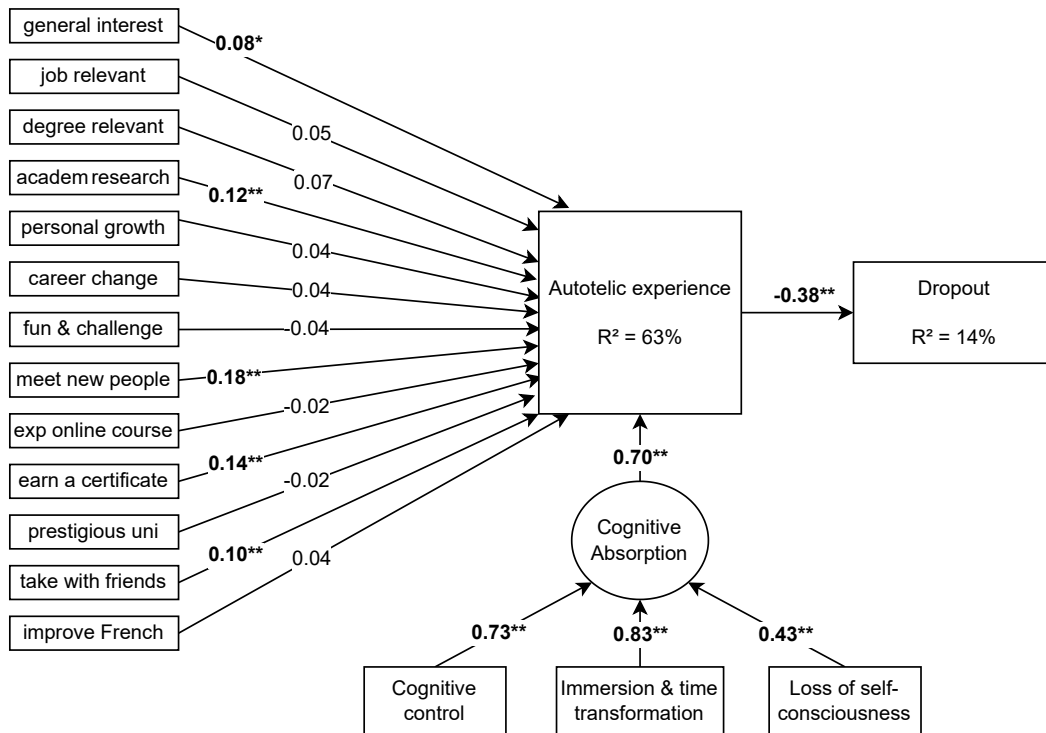 general interest
0.08*
job relevant
0.05
degree relevant
0.07
academ research
0.12**
personal growth
0.04
career change
0.04
fun & challenge
-0.04
meet new people
0.18**
exp online course
-0.02
earn a certificate
0.14**
prestigious uni
-0.02
take with friends
0.10**
improve French
0.04
Autotelic experience
R² = 63%
-0.38**
Dropout
R² = 14%
0.70**
Cognitive
Absorption
0.73**
0.83**
0.43**
Cognitive
control
Immersion & time
transformation
Loss of self-
consciousness